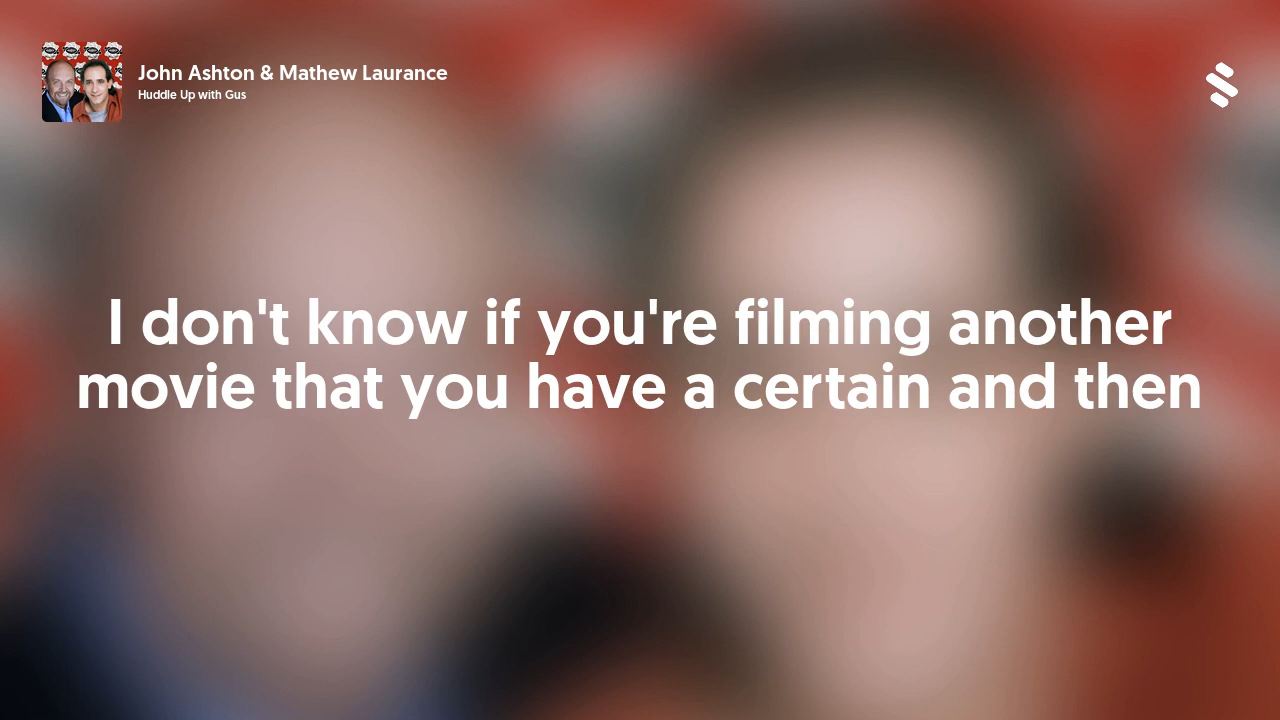 John Ashton & Mathew Laurance
Huddle Up with Gus
I don't know if you're filming another
movie that you have a certain and then